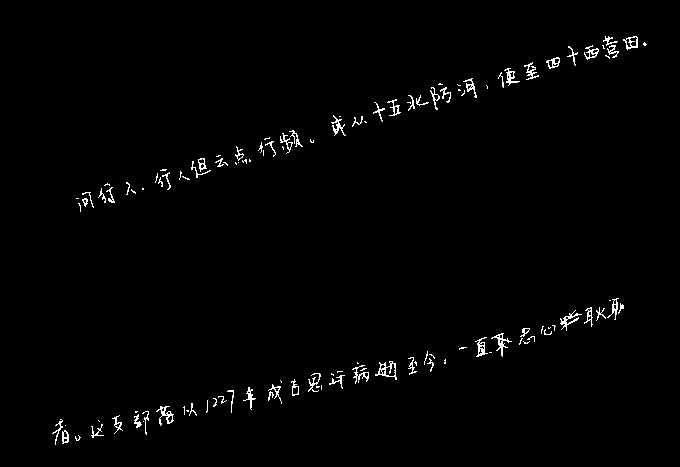 问行人，行人但云点行频。或从十五北防河，便至四十西营田。
者。这支部落从1227年成吉思汗病逝至今，一直聚忠心耿耿